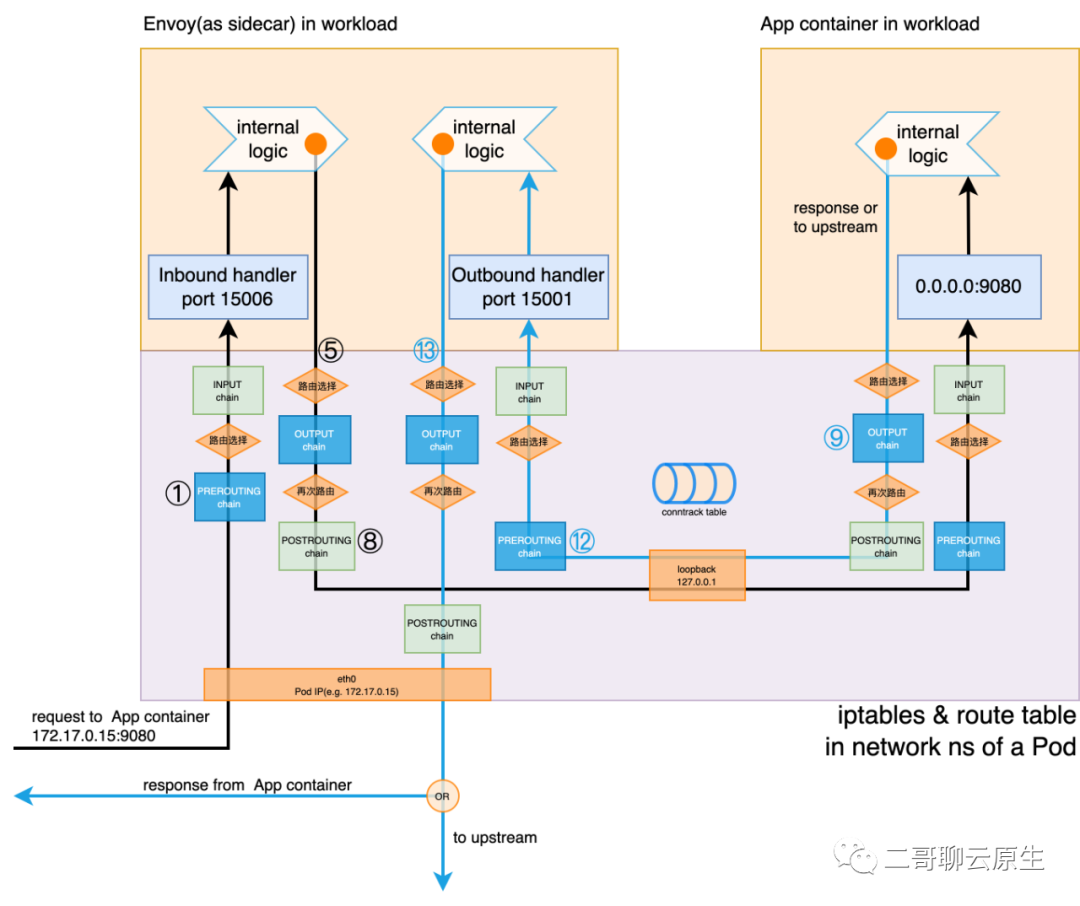 Envoy(as sidecar) in workload
App container in workload
internal
logic
internal
logic
internal
logic
response or
to upstream
Inbound handler
port 15006
Outbound handler
port 15001
0.0.0.0:9080
⑤
⑬
INPUT
chain
路由选择
路由选择
INPUT
chain
路由选择
INPUT
chain
路由选择
OUTPUT
chain
OUTPUT
chain
路由选择
⑨
OUTPUT
chain
路由选择
①
PREROUTING
chain
再次路由
再次路由
再次路由
conntrack table
POSTROUTING
chain
⑧
PREROUTING
chain
⑫
POSTROUTING
chain
PREROUTING
chain
loopback
127.0.0.1
POSTROUTING
chain
eth0
Pod IP(e.g. 172.17.0.15)
request to App container
172.17.0.15:9080
iptables & route table
in network ns of a Pod
response from App container
OR
to upstream
二哥聊云原生